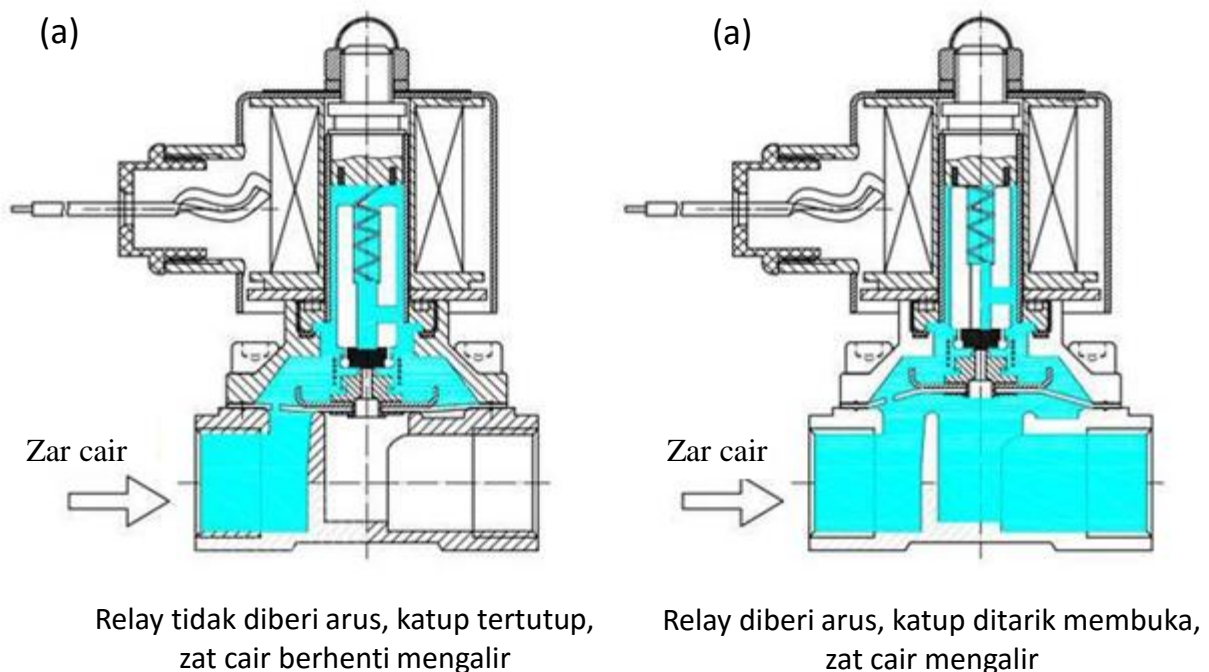 (a)
(a)
Zar cair
Zar cair
Relay tidak diberi arus, katup tertutup,
zat cair berhenti mengalir
Relay diberi arus, katup ditarik membuka,
zat cair mengalir